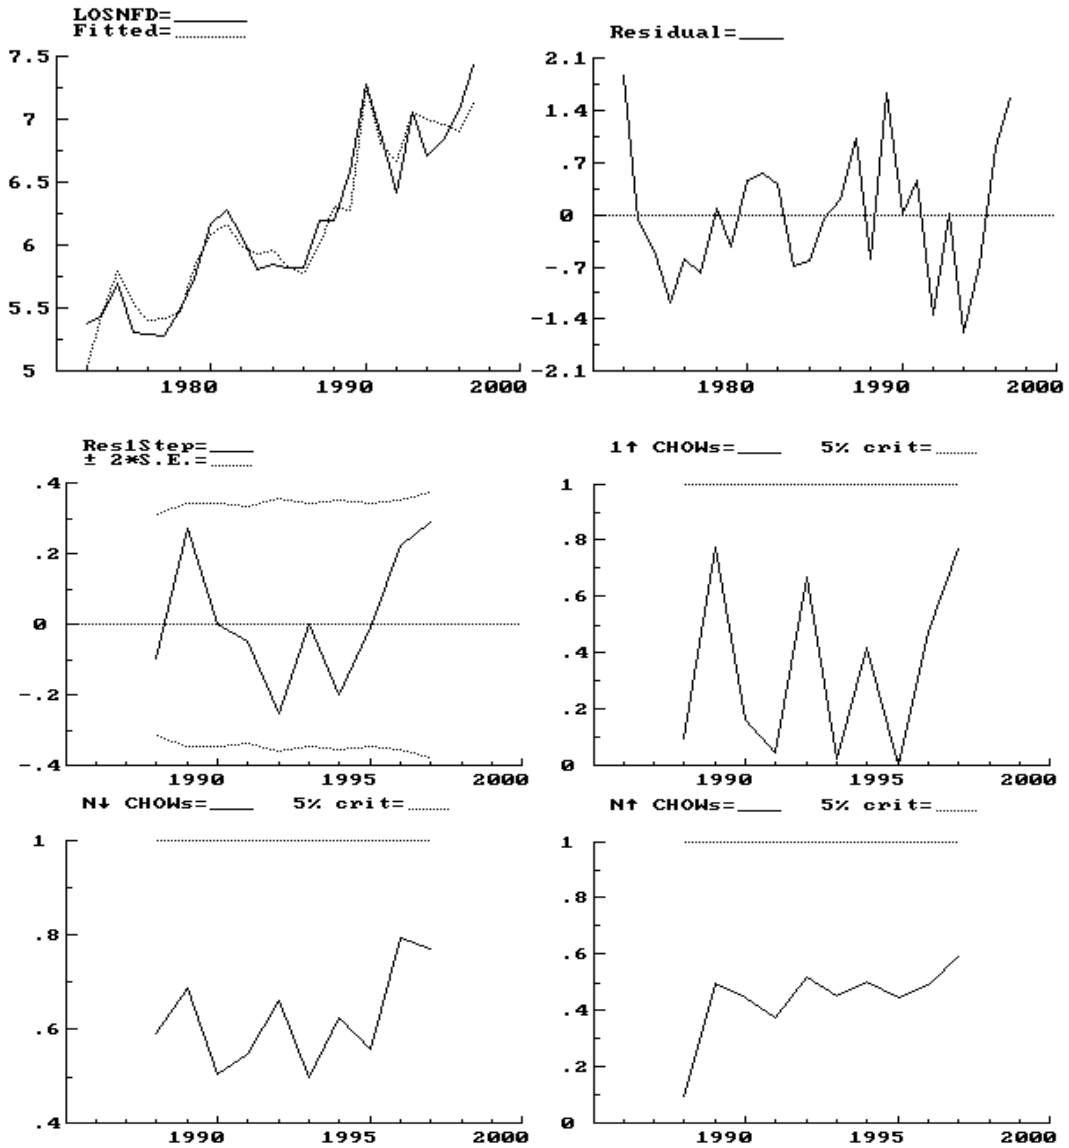 LOSNFD=
Fitted=
7.5
7
6.5
6
5.5
5
1980 1990 2000
Residual=
2.1
1.4
.7
0
-.7
-1.4
-2.1
1980 1990 2000
Res1Step=
± 2*S.E.=
.4
.2
0
-.2
-.4
1990 1995 2000
1↑ CHOWs= 5% crit=
1
.8
.6
.4
.2
0
1990 1995 2000
N↓ CHOWs= 5% crit=
1
.8
.6
.4
1990 1995 2000
N↑ CHOWs= 5% crit=
1
.8
.6
.4
.2
0
1990 1995 2000